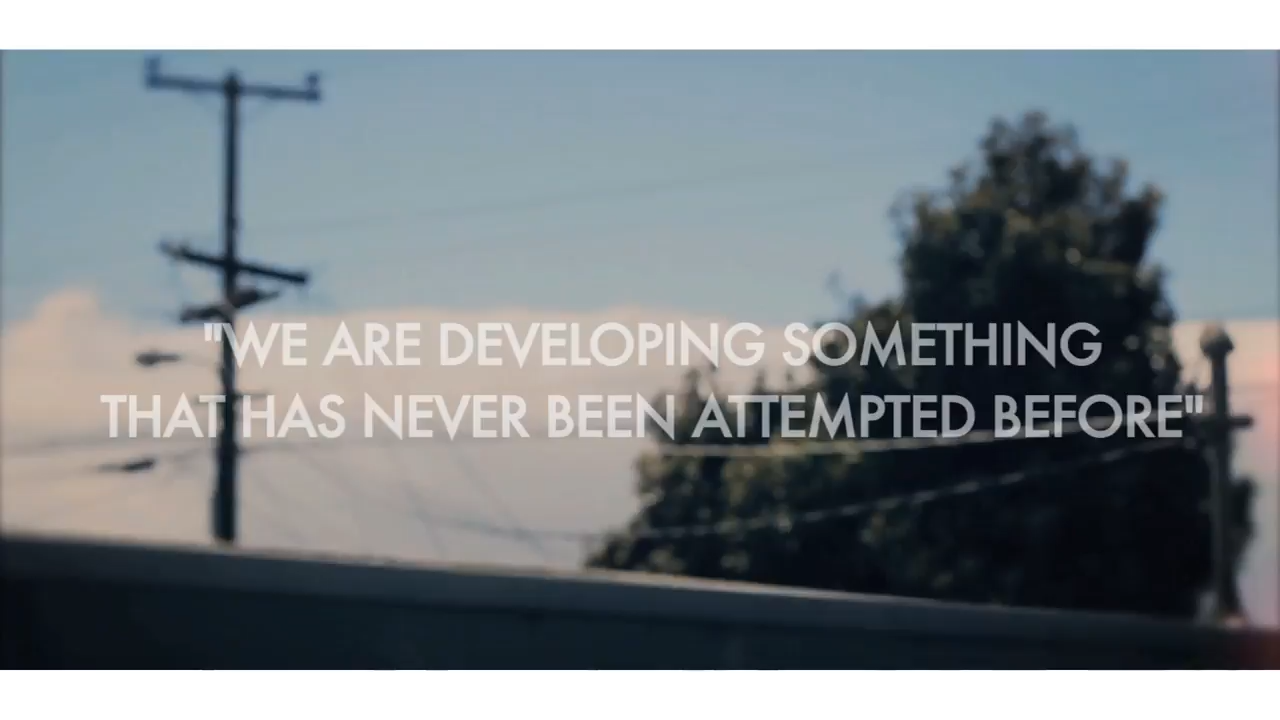 "WE ARE DEVELOPING SOMETHING
THAT HAS NEVER BEEN ATTEMPTED BEFORE"